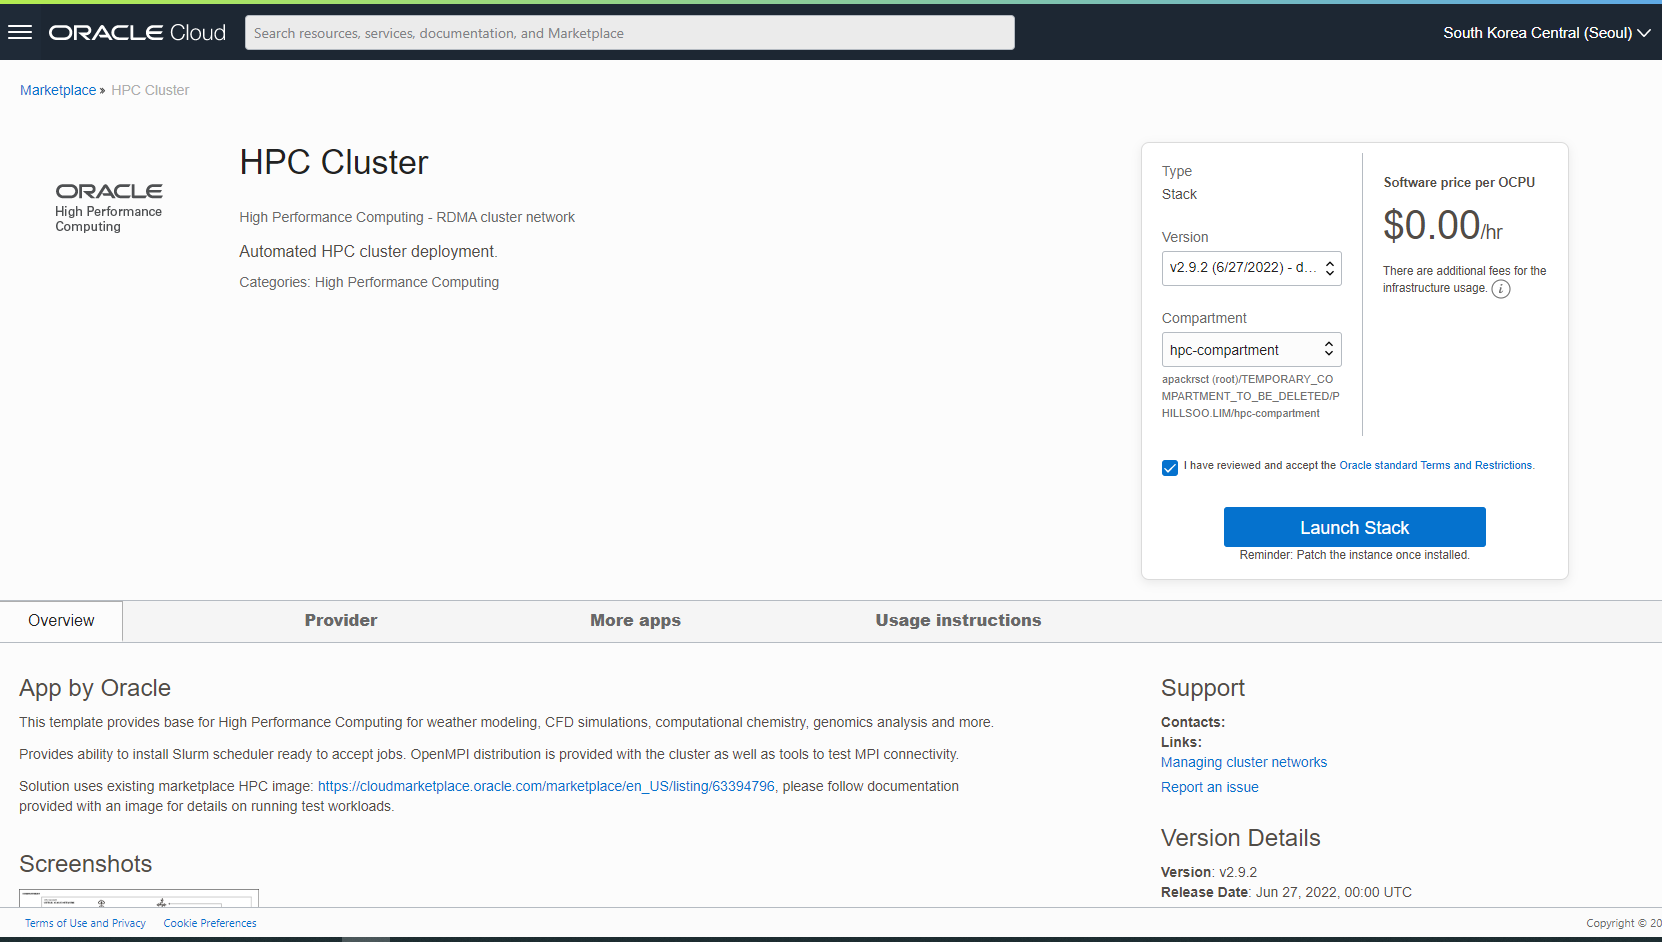 ORACLE Cloud
Search resources, services, documentation, and Marketplace
South Korea Central (Seoul)
Marketplace » HPC Cluster
ORACLE
High Performance
Computing
HPC Cluster
High Performance Computing - RDMA cluster network
Automated HPC cluster deployment.
Categories: High Performance Computing
Type
Stack
Version
v2.9.2 (6/27/2022) - d...
Compartment
hpc-compartment
apackrsct (root)/TEMPORARY_CO
MPARTMENT_TO_BE_DELETED/P
HILLSOO.LIM/hpc-compartment
Software price per OCPU
$0.00/hr
There are additional fees for the
infrastructure usage. i
I have reviewed and accept the Oracle standard Terms and Restrictions.
Launch Stack
Reminder: Patch the instance once installed.
Overview
Provider
More apps
Usage instructions
App by Oracle
This template provides base for High Performance Computing for weather modeling, CFD simulations, computational chemistry, genomics analysis and more.
Provides ability to install Slurm scheduler ready to accept jobs. OpenMPI distribution is provided with the cluster as well as tools to test MPI connectivity.
Solution uses existing marketplace HPC image: https://cloudmarketplace.oracle.com/marketplace/en_US/listing/63394796, please follow documentation
provided with an image for details on running test workloads.
Screenshots
Support
Contacts:
Links:
Managing cluster networks
Report an issue
Version Details
Version: v2.9.2
Release Date: Jun 27, 2022, 00:00 UTC
Terms of Use and Privacy
Cookie Preferences
Copyright © 20